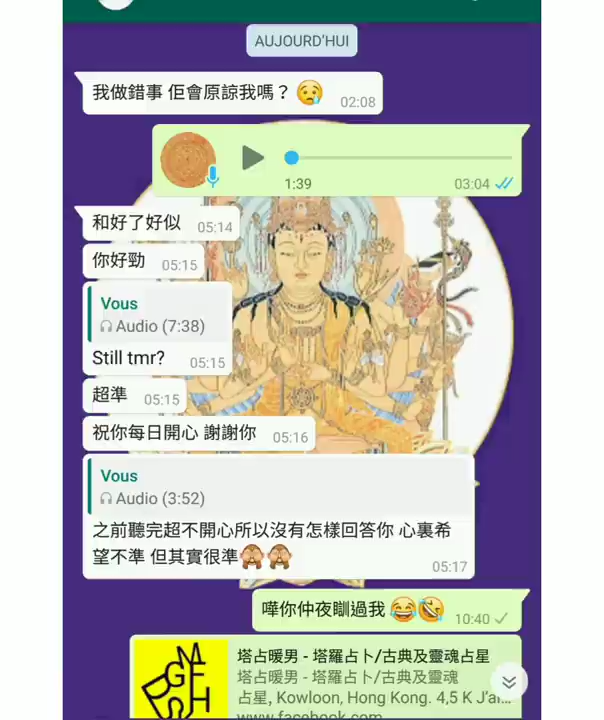 AUJOURD'HUI
我做錯事 佢會原諒我嗎？ 😢 02:08
1:39 03:04
和好了好似 05:14
你好勁 05:15
Vous
Audio (7:38)
Still tmr? 05:15
超準 05:15
祝你每日開心 謝謝你 05:16
Vous
Audio (3:52)
之前聽完超不開心所以沒有怎樣回答你 心裏希
望不準 但其實很準🙈🙈
05:17
嘩你仲夜瞓過我 😂🤣 10:40
塔占暖男 - 塔羅占卜/古典及靈魂占星
塔占暖男 - 塔羅占卜/古典及靈魂
占星, Kowloon, Hong Kong. 4,5 K J'ai...
www.facebook.com